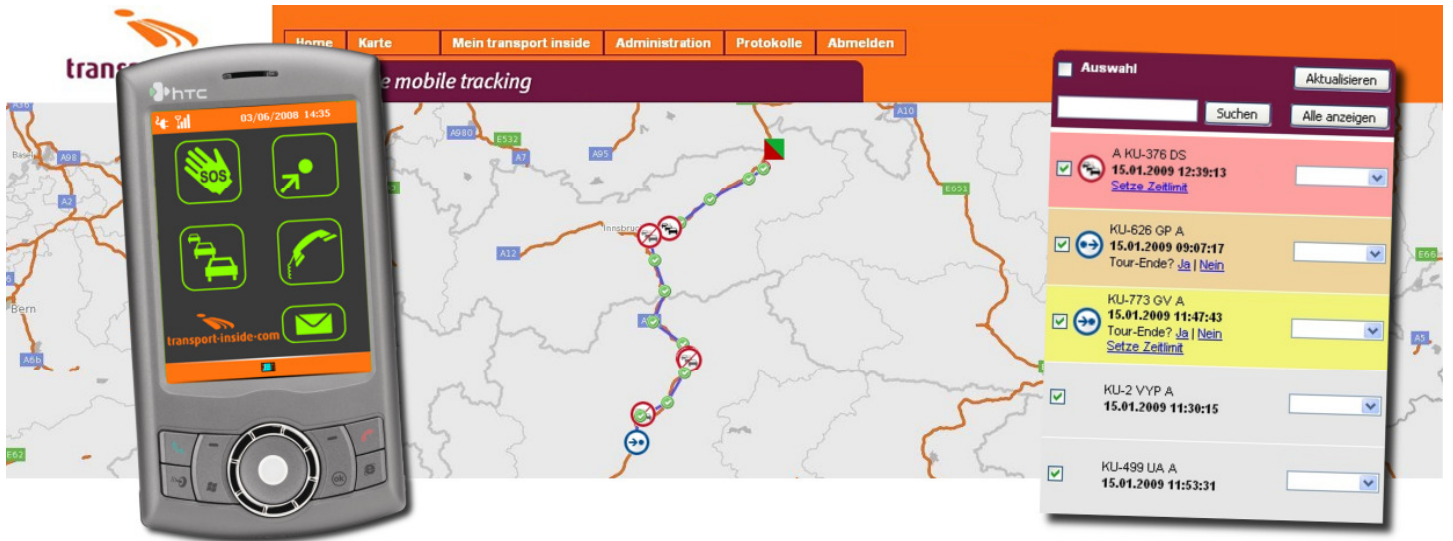 Home Karte Mein transport inside Administration Protokolle Abmelden
e mobile tracking
hTC
03/06/2008 14:35
SOS
transport-inside-com
A98
A2
Bern
A6b
E62
A980
E532
A7
A95
A10
E651
A12
E66
A5
Auswahl
Aktualisieren
Suchen
Alle anzeigen
A KU-376 DS
15.01.2009 12:39:13
Setze Zeitlimit
KU-626 GP A
15.01.2009 09:07:17
Tour-Ende? Ja | Nein
KU-773 GV A
15.01.2009 11:47:43
Tour-Ende? Ja | Nein
Setze Zeitlimit
KU-2 VYP A
15.01.2009 11:30:15
KU-499 UA A
15.01.2009 11:53:31